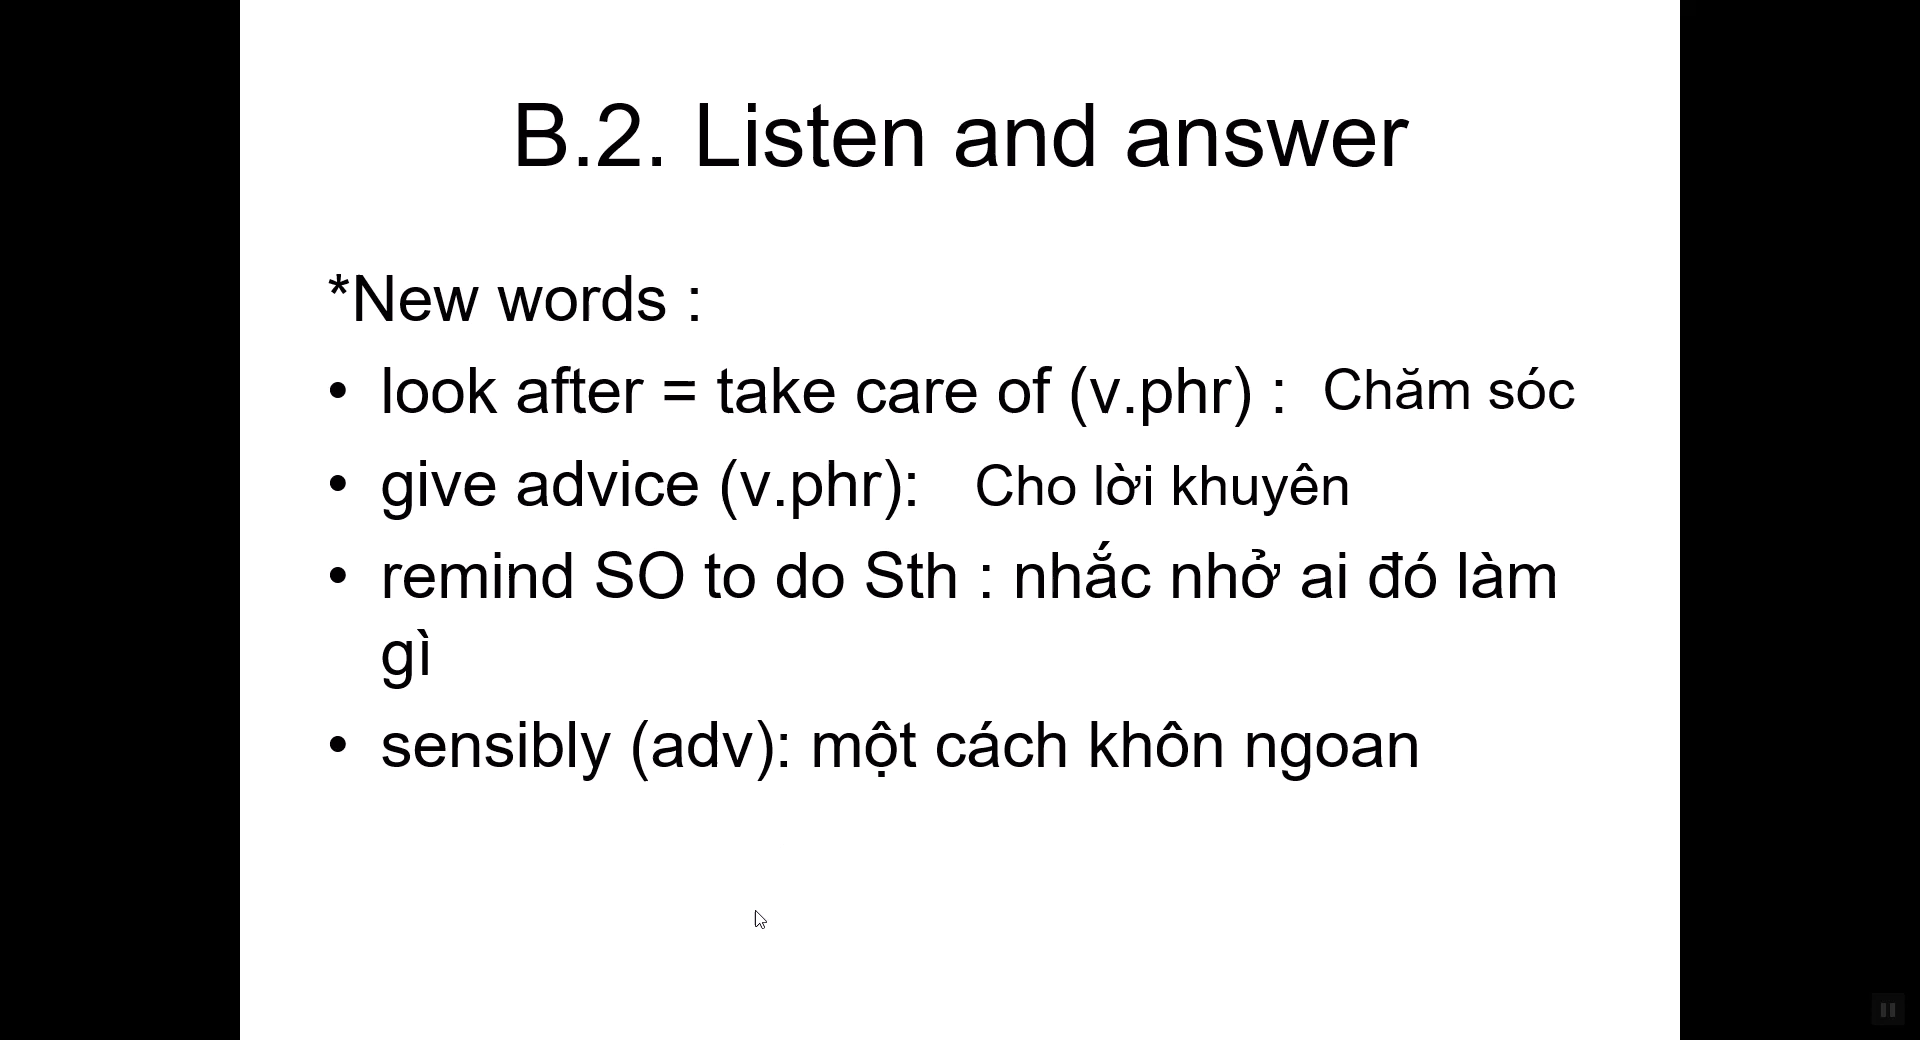 B.2. Listen and answer
*New words :
• look after = take care of (v.phr) : Chăm sóc
• give advice (v.phr): Cho lời khuyên
• remind SO to do Sth : nhắc nhở ai đó làm
gì
• sensibly (adv): một cách khôn ngoan